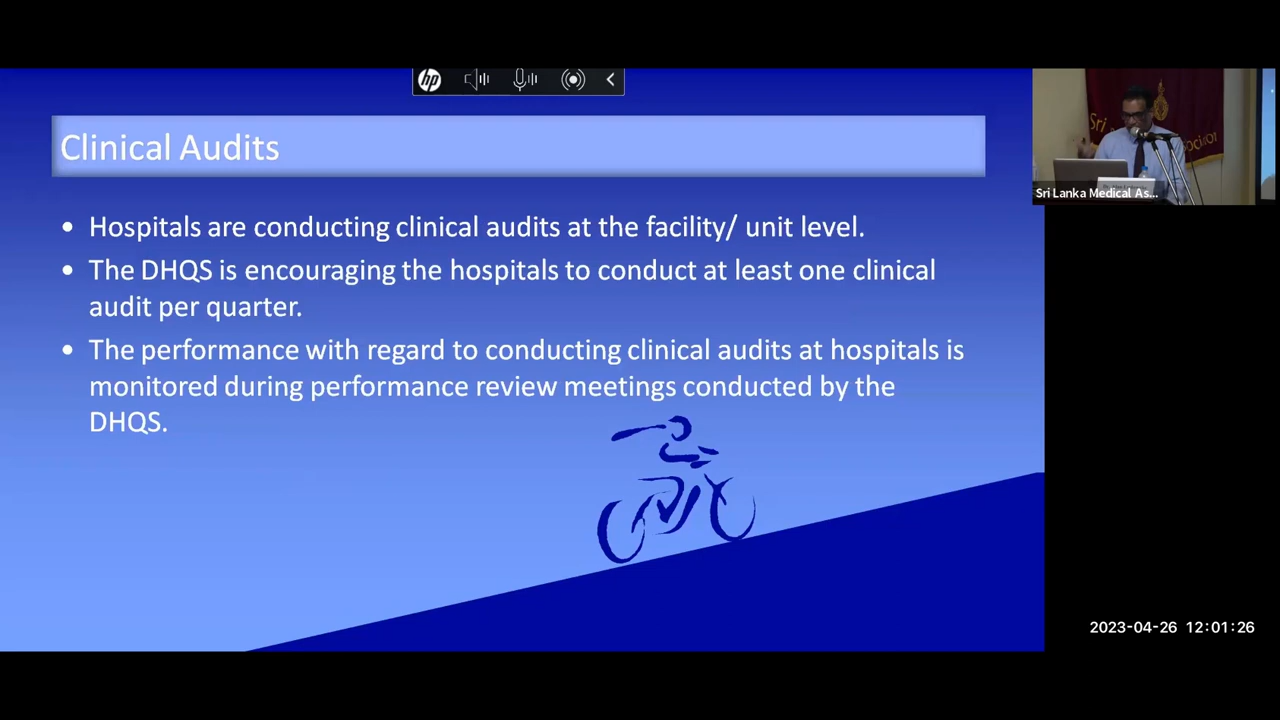 hp
Clinical Audits
• Hospitals are conducting clinical audits at the facility/ unit level.
• The DHQS is encouraging the hospitals to conduct at least one clinical
audit per quarter.
• The performance with regard to conducting clinical audits at hospitals is
monitored during performance review meetings conducted by the
DHQS.
Sri
Sri Lanka Medical As...
2023-04-26 12:01:26